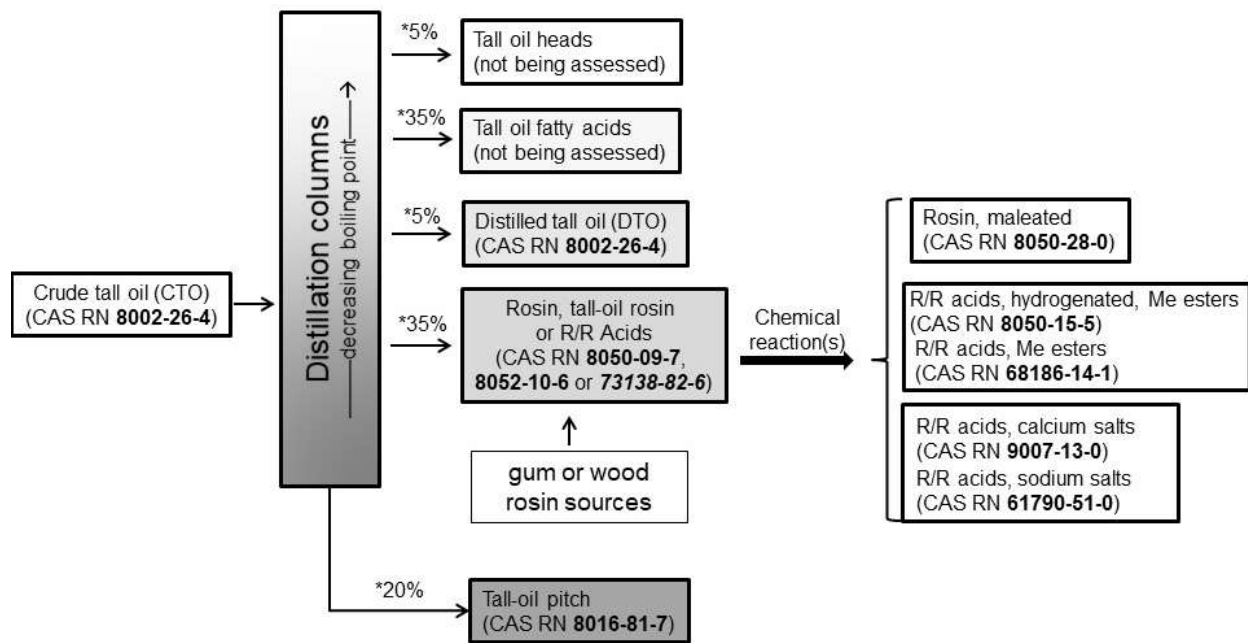 Crude tall oil (CTO)
(CAS RN 8002-26-4)
Distillation columns
decreasing boiling point
*5%
Tall oil heads
(not being assessed)
*35%
Tall oil fatty acids
(not being assessed)
*5%
Distilled tall oil (DTO)
(CAS RN 8002-26-4)
*35%
Rosin, tall-oil rosin
or R/R Acids
(CAS RN 8050-09-7,
8052-10-6 or 73138-82-6)
gum or wood
rosin sources
*20%
Tall-oil pitch
(CAS RN 8016-81-7)
Chemical
reaction(s)
Rosin, maleated
(CAS RN 8050-28-0)
R/R acids, hydrogenated, Me esters
(CAS RN 8050-15-5)
R/R acids, Me esters
(CAS RN 68186-14-1)
R/R acids, calcium salts
(CAS RN 9007-13-0)
R/R acids, sodium salts
(CAS RN 61790-51-0)